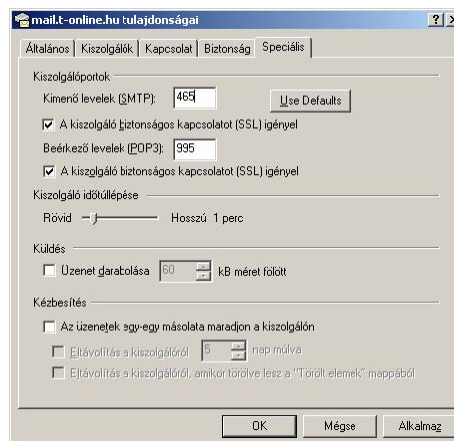 mail.t-online.hu tulajdonságai
Általános Kiszolgálók Kapcsolat Biztonság Speciális
Kiszolgálóportok
Kimenő levelek (SMTP): 465 Use Defaults
A kiszolgáló biztonságos kapcsolatot (SSL) igényel
Beérkező levelek (POP3): 995
A kiszolgáló biztonságos kapcsolatot (SSL) igényel
Kiszolgáló időtúllépése
Rövid Hosszú 1 perc
Küldés
Üzenet darabolása 60 kB méret fölött
Kézbesítés
Az üzenetek egy-egy másolata maradjon a kiszolgálón
Eltávolítás a kiszolgálóról 5 nap múlva
Eltávolítás a kiszolgálóról, amikor törölve lesz a "Törölt elemek" mappából
OK Mégse Alkalmaz